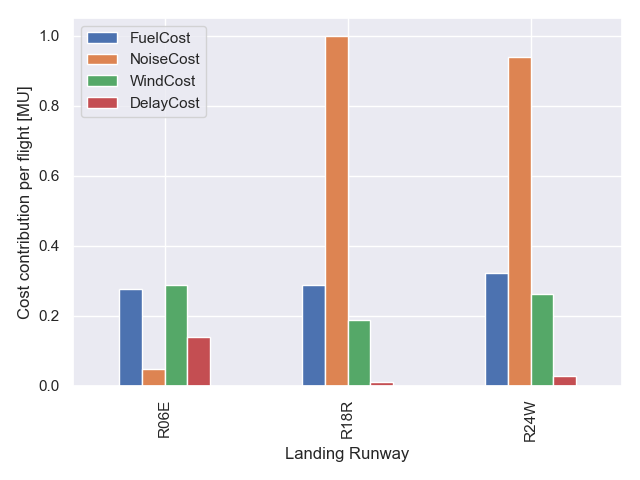 FuelCost
NoiseCost
WindCost
DelayCost
Cost contribution per flight [MU]
1.0
0.8
0.6
0.4
0.2
0.0
R06E
R18R
R24W
Landing Runway